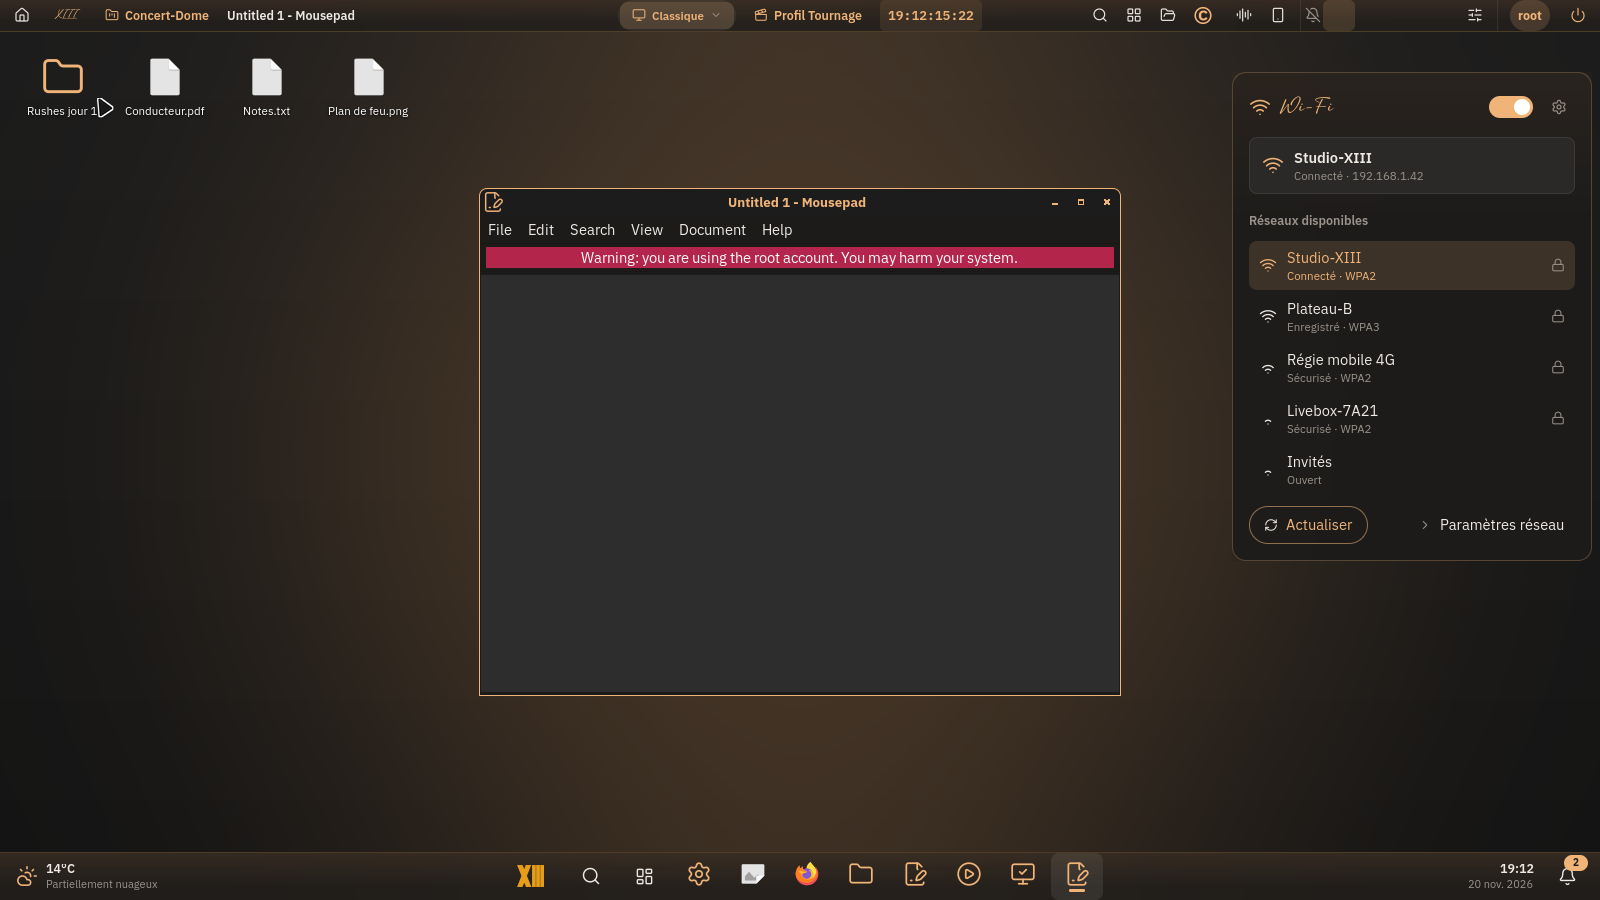 XIII Concert-Dome Untitled 1 - Mousepad Classique Profil Tournage 19:12:15:22 root
Rushes jour 1 Conducteur.pdf Notes.txt Plan de feu.png
Untitled 1 - Mousepad
File Edit Search View Document Help
Warning: you are using the root account. You may harm your system.
Wi-Fi
Studio-XIII
Connecté · 192.168.1.42
Réseaux disponibles
Studio-XIII
Connecté · WPA2
Plateau-B
Enregistré · WPA3
Régie mobile 4G
Sécurisé · WPA2
Livebox-7A21
Sécurisé · WPA2
Invités
Ouvert
Actualiser Paramètres réseau
14°C
Partiellement nuageux
XIII
19:12
20 nov. 2026
2